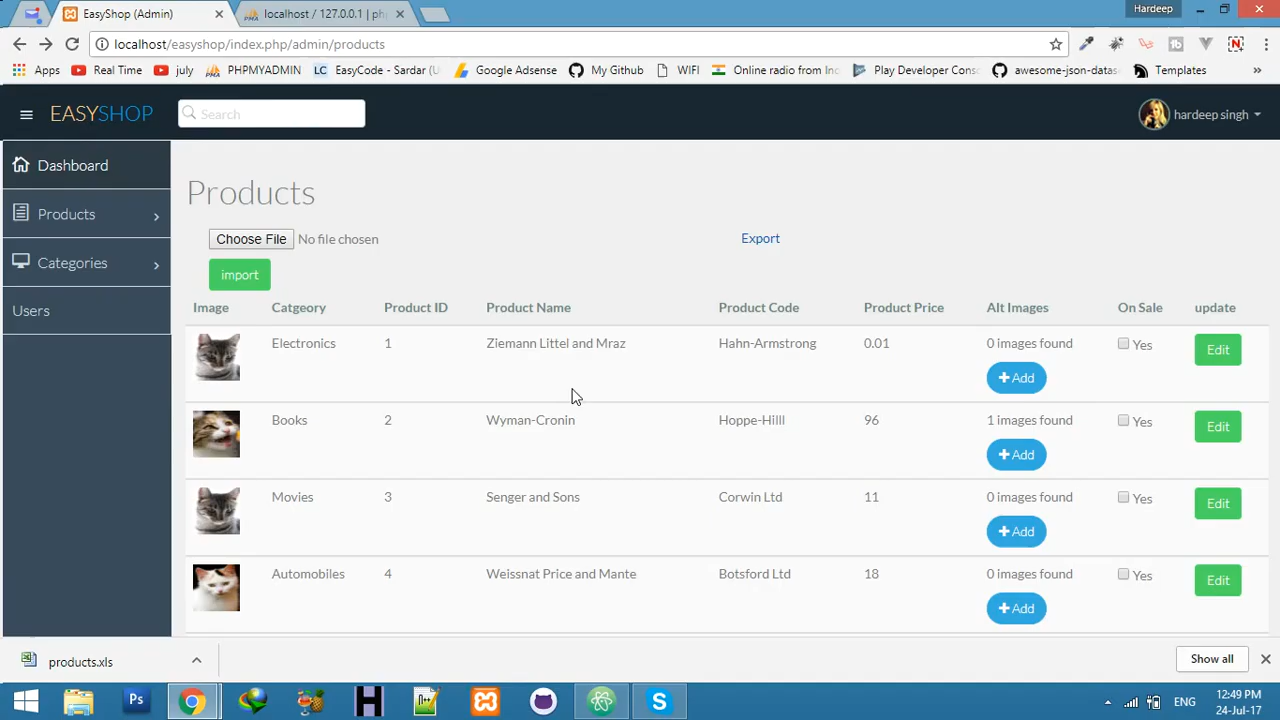 EasyShop (Admin)
localhost / 127.0.0.1 | ph
Hardeep
localhost/easyshop/index.php/admin/products
Apps
Real Time
july
PHPMYADMIN
LC EasyCode - Sardar (
Google Adsense
My Github
WIFI
Online radio from In
Play Developer Cons
awesome-json-datas
Templates
»
EASYSHOP
Search
hardeep singh
Dashboard
Products
Categories
Users
Products
Choose File No file chosen
Export
import
Image Catgeory Product ID Product Name Product Code Product Price Alt Images On Sale update
Electronics 1 Ziemann Littel and Mraz Hahn-Armstrong 0.01 0 images found Yes Edit
+Add
Books 2 Wyman-Cronin Hoppe-Hilll 96 1 images found Yes Edit
+Add
Movies 3 Senger and Sons Corwin Ltd 11 0 images found Yes Edit
+Add
Automobiles 4 Weissnat Price and Mante Botsford Ltd 18 0 images found Yes Edit
+Add
products.xls
Show all
Ps
ENG
12:49 PM
24-Jul-17